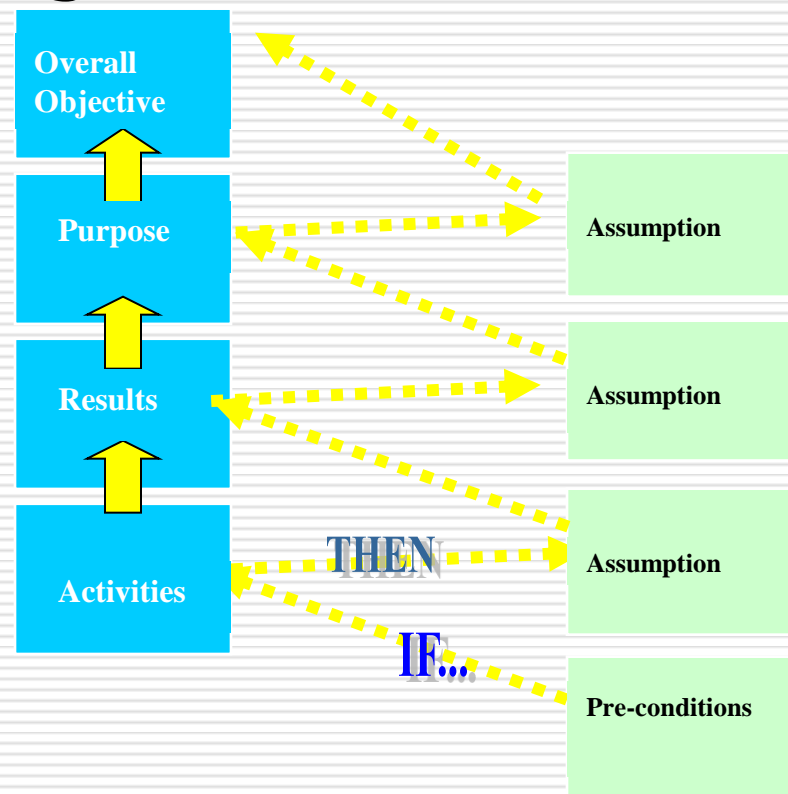 Overall
Objective
Purpose
Assumption
Results
Assumption
Activities
THEN
Assumption
IF...
Pre-conditions